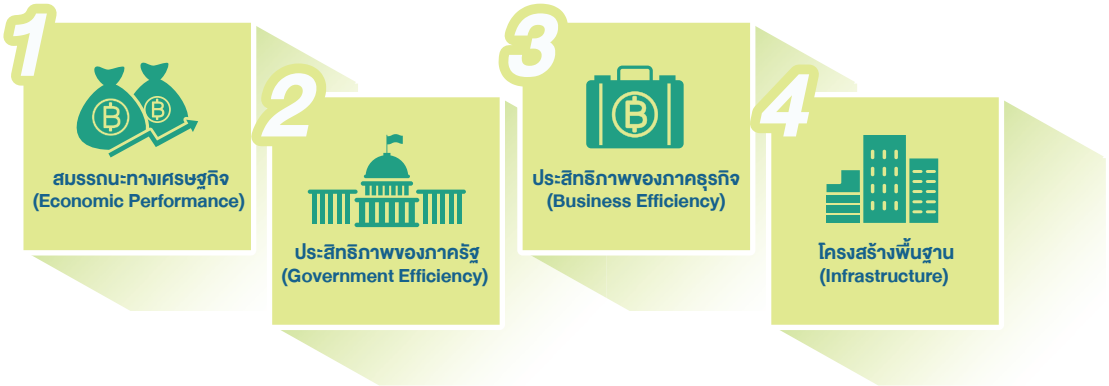 1
สมรรถนะทางเศรษฐกิจ
(Economic Performance)
2
ประสิทธิภาพของภาครัฐ
(Government Efficiency)
3
ประสิทธิภาพของภาคธุรกิจ
(Business Efficiency)
4
โครงสร้างพื้นฐาน
(Infrastructure)